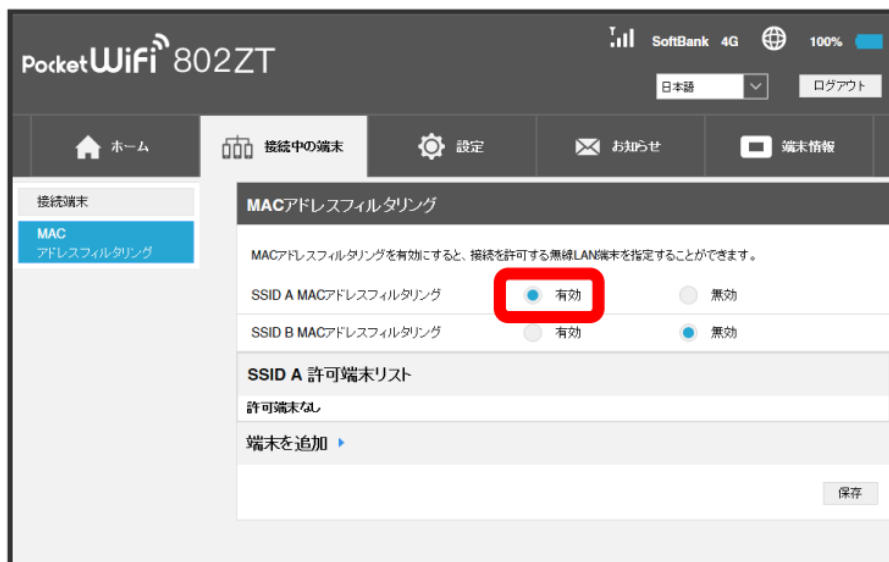 Pocket WiFi 802ZT
SoftBank 4G 100%
日本語 ログアウト
ホーム 接続中の端末 設定 お知らせ 端末情報
接続端末
MAC
アドレスフィルタリング
MACアドレスフィルタリング
MACアドレスフィルタリングを有効にすると、接続を許可する無線LAN端末を指定することができます。
SSID A MACアドレスフィルタリング 有効 無効
SSID B MACアドレスフィルタリング 有効 無効
SSID A 許可端末リスト
許可端末なし
端末を追加
保存